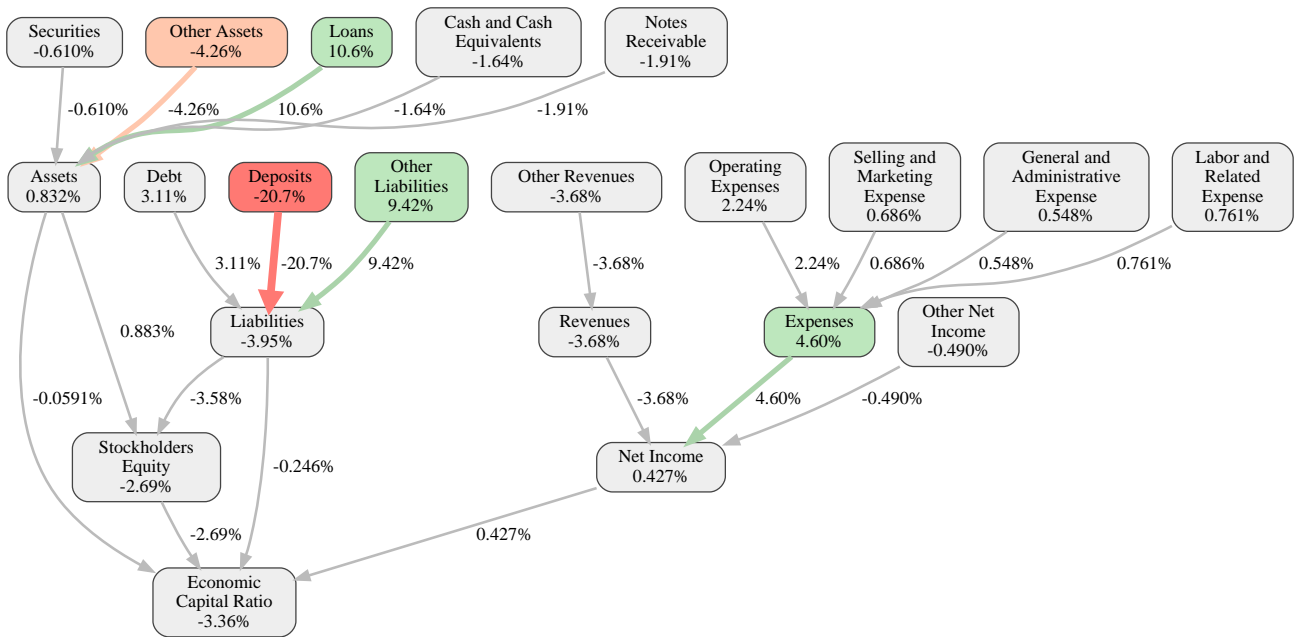 Securities
-0.610%
Other Assets
-4.26%
Loans
10.6%
Cash and Cash
Equivalents
-1.64%
Notes
Receivable
-1.91%
-0.610%
-4.26%
10.6%
-1.64%
-1.91%
Assets
0.832%
Debt
3.11%
Deposits
-20.7%
Other
Liabilities
9.42%
Other Revenues
-3.68%
Operating
Expenses
2.24%
Selling and
Marketing
Expense
0.686%
General and
Administrative
Expense
0.548%
Labor and
Related
Expense
0.761%
3.11%
-20.7%
9.42%
-3.68%
2.24%
0.686%
0.548%
0.761%
0.883%
Liabilities
-3.95%
Revenues
-3.68%
Expenses
4.60%
Other Net
Income
-0.490%
-0.0591%
-3.58%
-3.68%
4.60%
-0.490%
Stockholders
Equity
-2.69%
-0.246%
Net Income
0.427%
-2.69%
0.427%
Economic
Capital Ratio
-3.36%